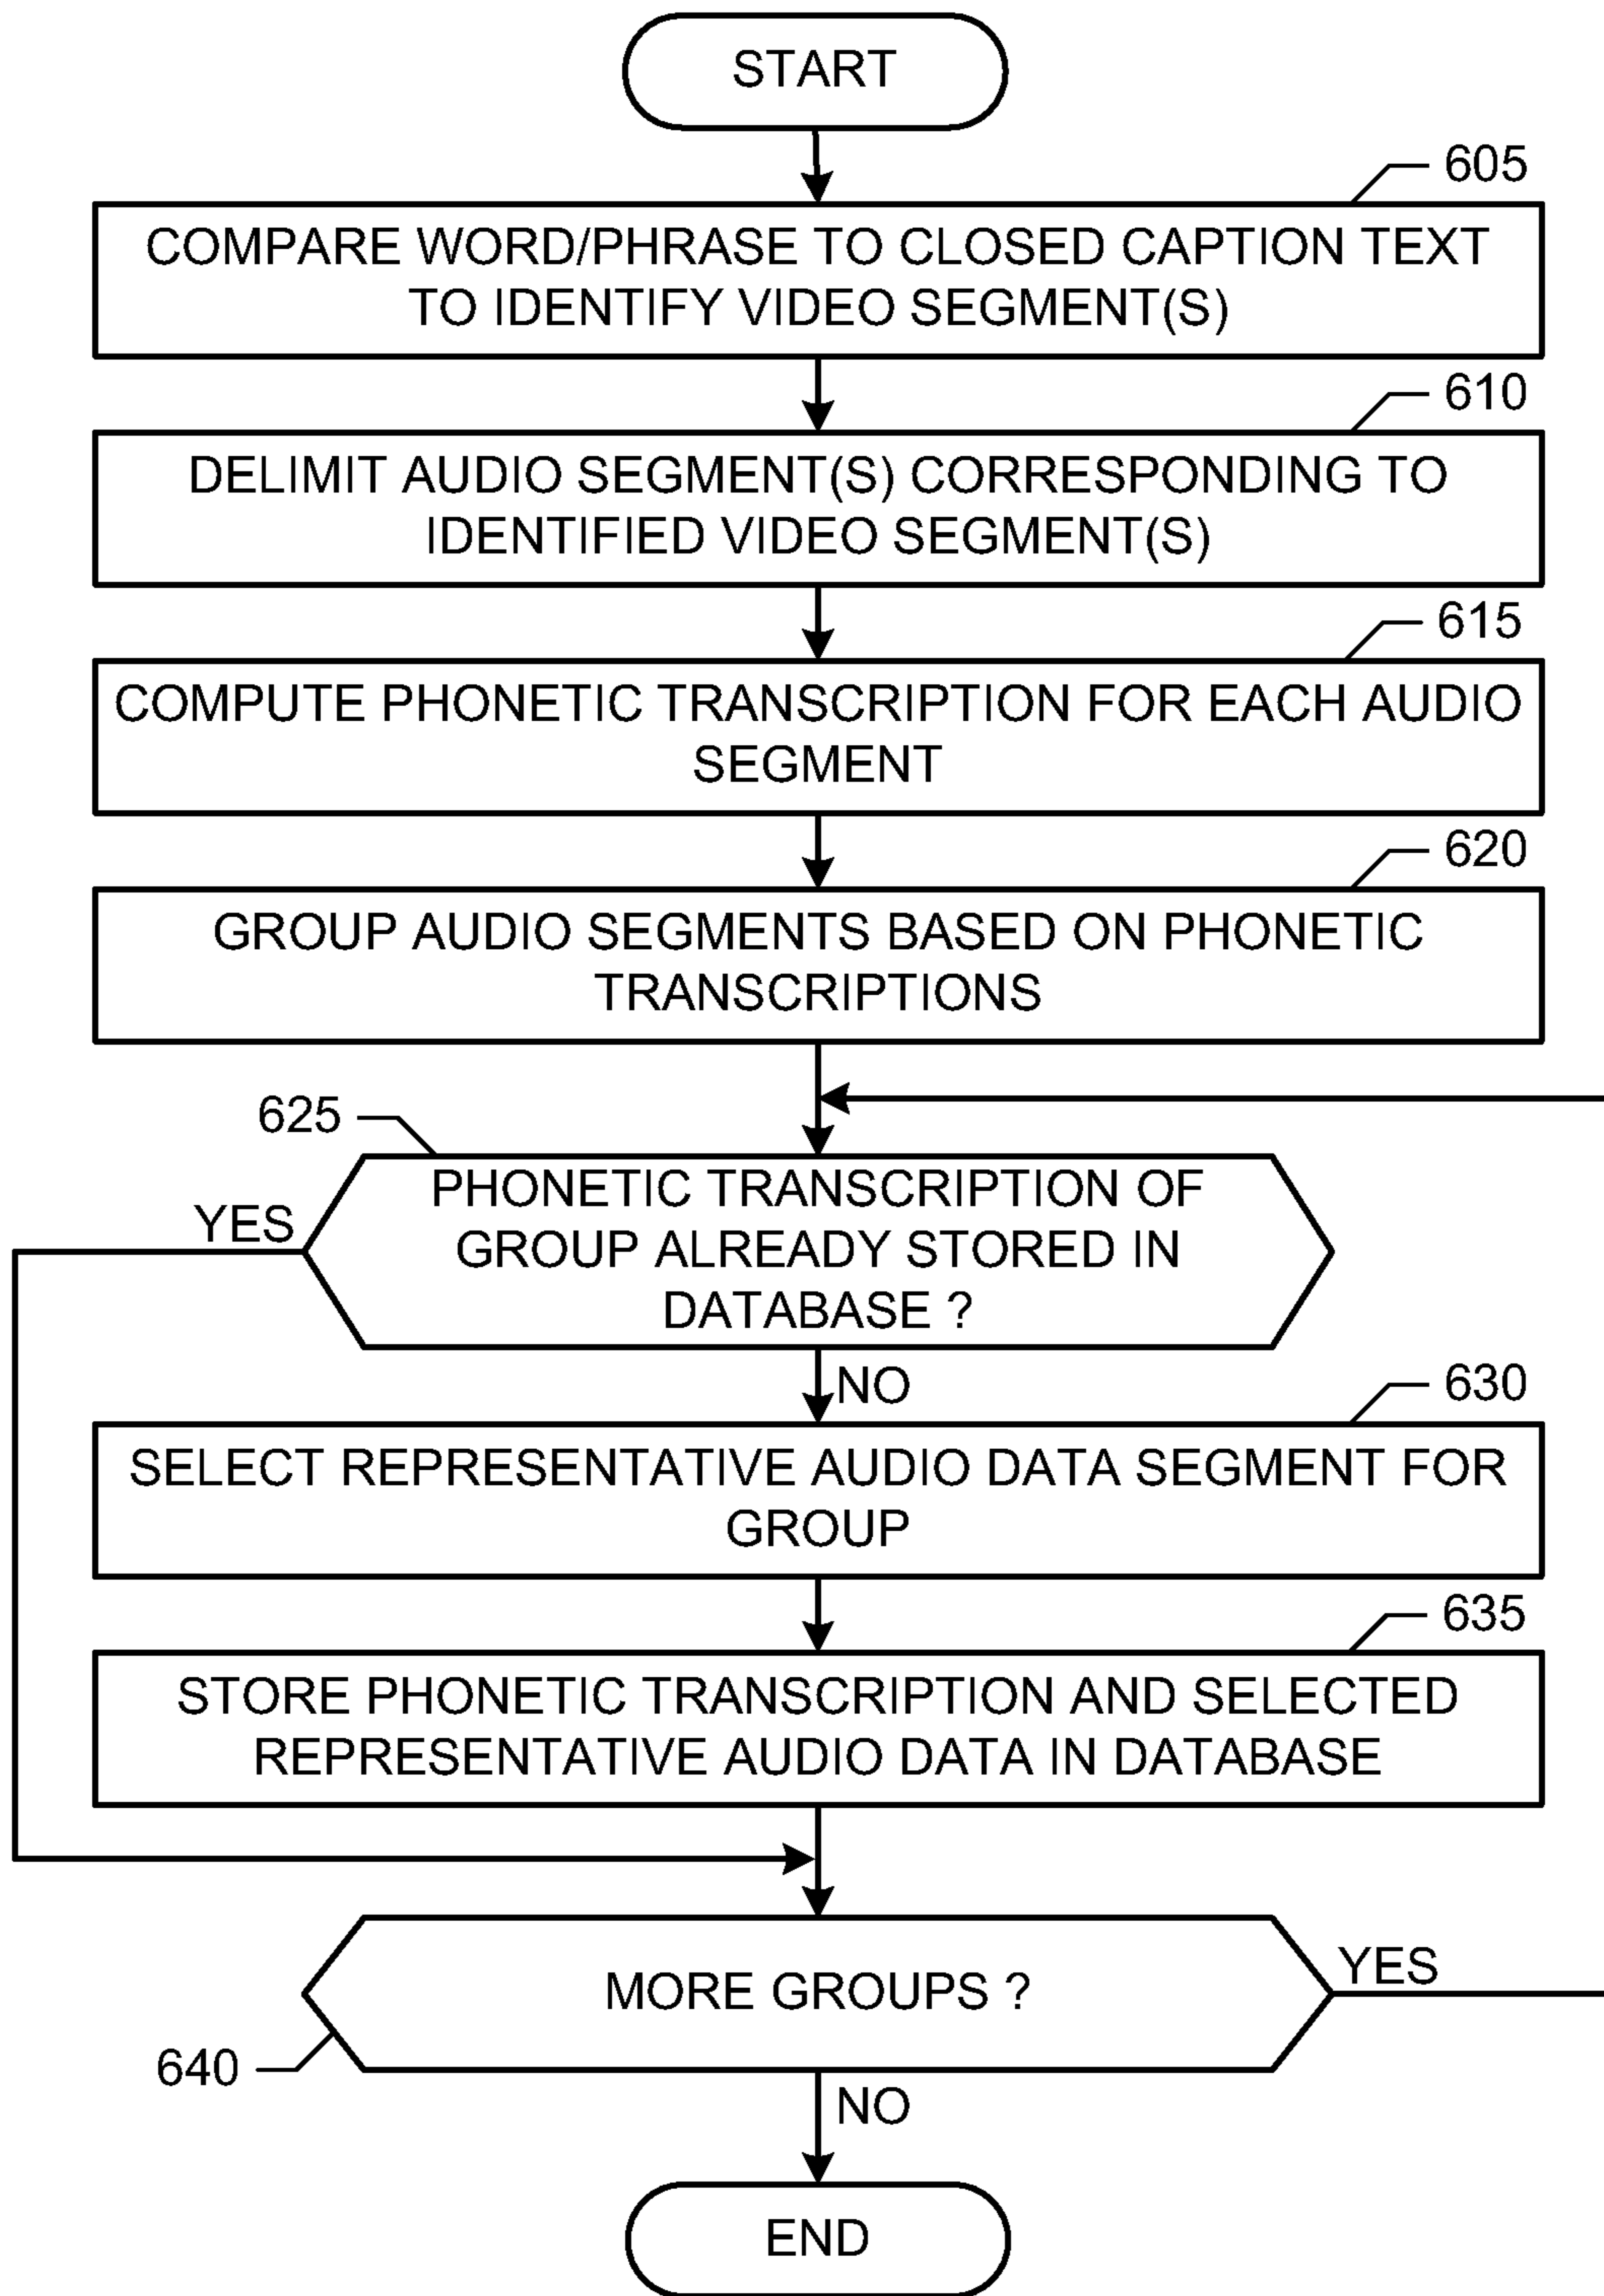 START
605
COMPARE WORD/PHRASE TO CLOSED CAPTION TEXT
TO IDENTIFY VIDEO SEGMENT(S)
610
DELIMIT AUDIO SEGMENT(S) CORRESPONDING TO
IDENTIFIED VIDEO SEGMENT(S)
615
COMPUTE PHONETIC TRANSCRIPTION FOR EACH AUDIO
SEGMENT
620
GROUP AUDIO SEGMENTS BASED ON PHONETIC
TRANSCRIPTIONS
625
YES
PHONETIC TRANSCRIPTION OF
GROUP ALREADY STORED IN
DATABASE ?
NO
630
SELECT REPRESENTATIVE AUDIO DATA SEGMENT FOR
GROUP
635
STORE PHONETIC TRANSCRIPTION AND SELECTED
REPRESENTATIVE AUDIO DATA IN DATABASE
MORE GROUPS ?
YES
640
NO
END